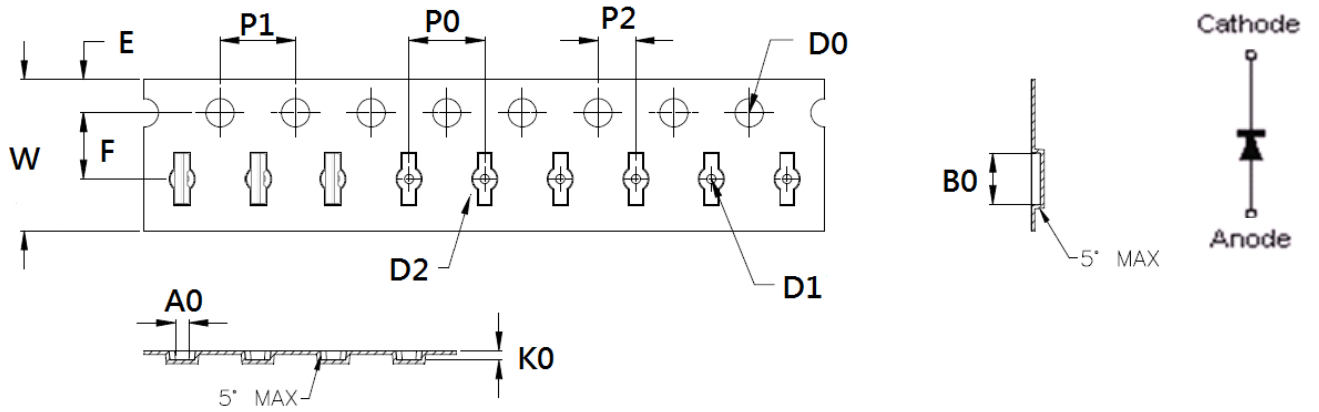 P1
P0
P2
E
D0
Cathode
F
W
B0
Anode
5° MAX
D2
D1
A0
K0
5° MAX